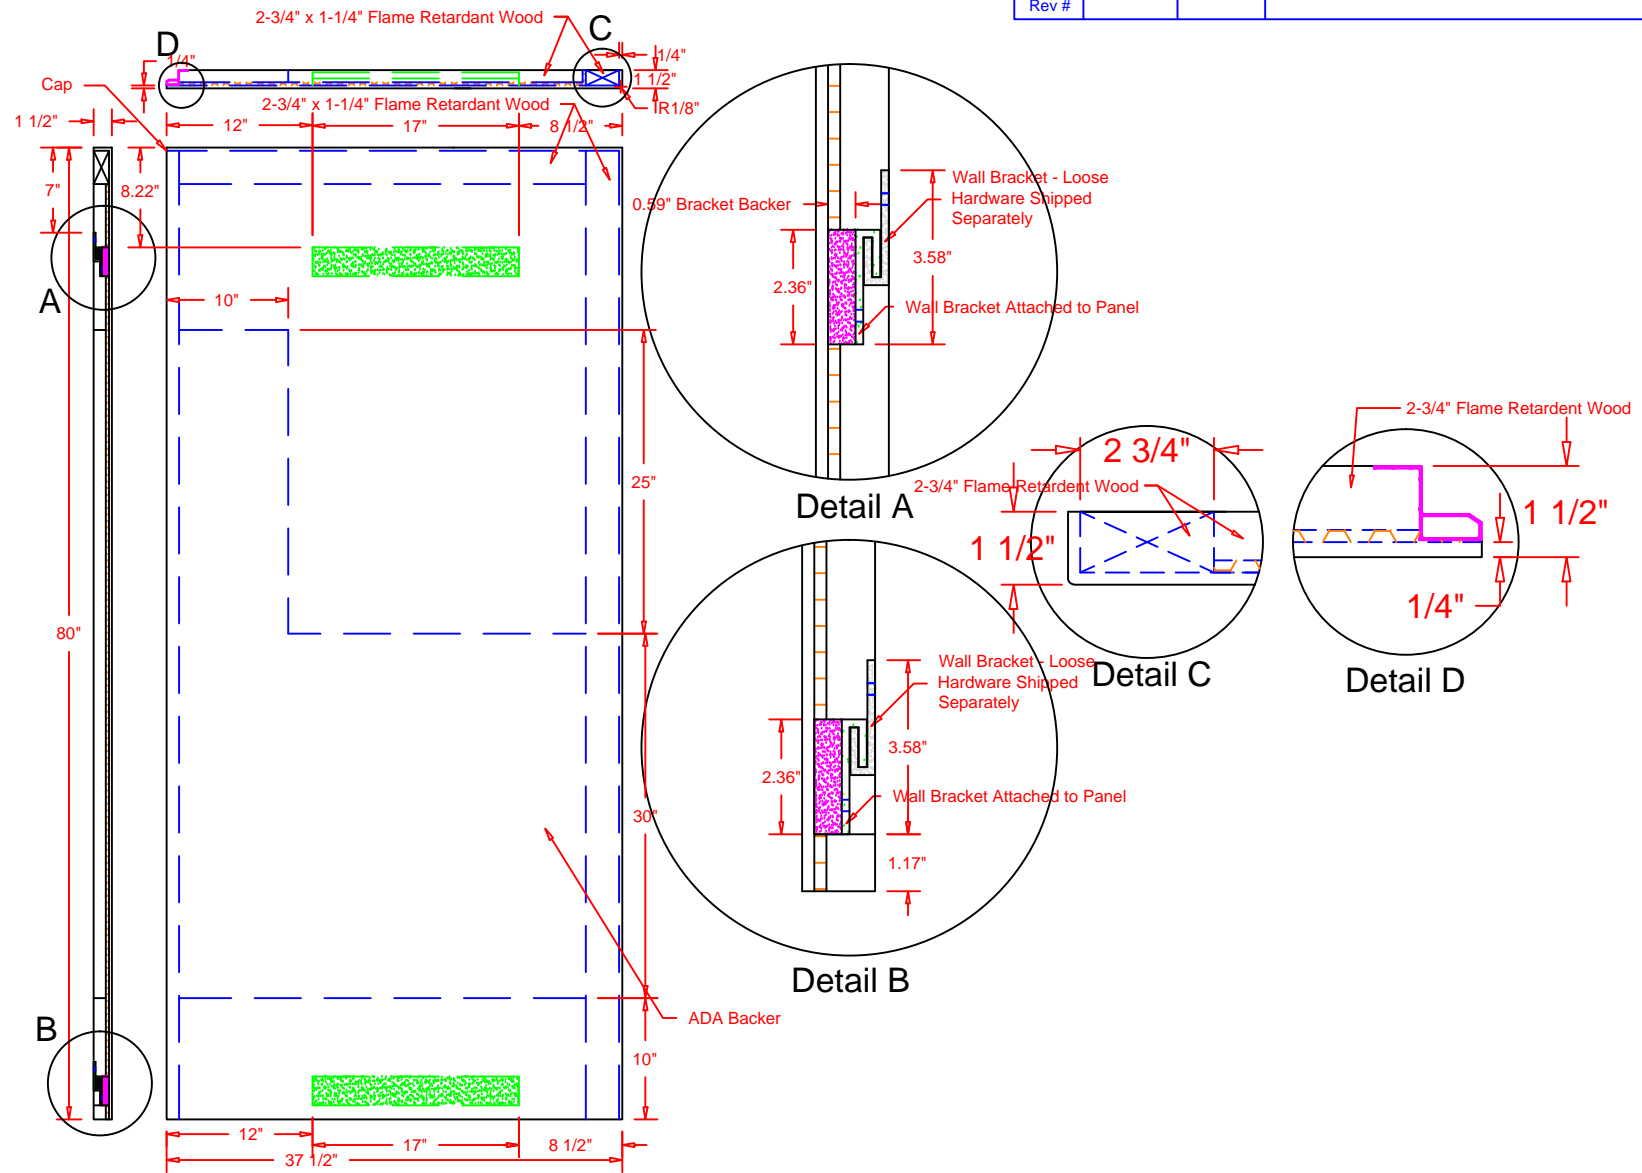 Rev #
2-3/4" x 1-1/4" Flame Retardant Wood
C
D
1/4"
1/4"
Cap
1 1/2"
2-3/4" x 1-1/4" Flame Retardant Wood
R1/8"
1 1/2"
12"
17"
8 1/2"
7"
8.22"
A
10"
25"
80"
30"
B
10"
ADA Backer
12"
17"
8 1/2"
37 1/2"
Wall Bracket - Loose
Hardware Shipped
Separately
0.59" Bracket Backer
3.58"
2.36"
Wall Bracket Attached to Panel
Detail A
Wall Bracket - Loose
Hardware Shipped
Separately
3.58"
2.36"
Wall Bracket Attached to Panel
1.17"
Detail B
2 3/4"
2-3/4" Flame Retardent Wood
1 1/2"
Detail C
2-3/4" Flame Retardent Wood
1 1/2"
1/4"
Detail D